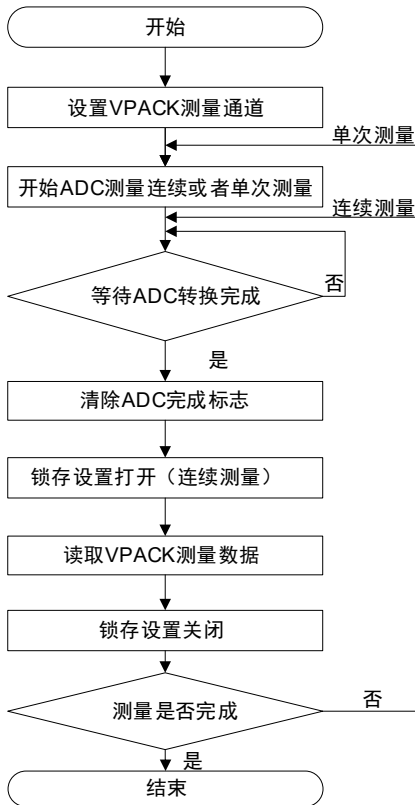 开始
设置VPACK测量通道
单次测量
开始ADC测量连续或者单次测量
连续测量
等待ADC转换完成
否
是
清除ADC完成标志
锁存设置打开（连续测量）
读取VPACK测量数据
锁存设置关闭
测量是否完成
否
是
结束